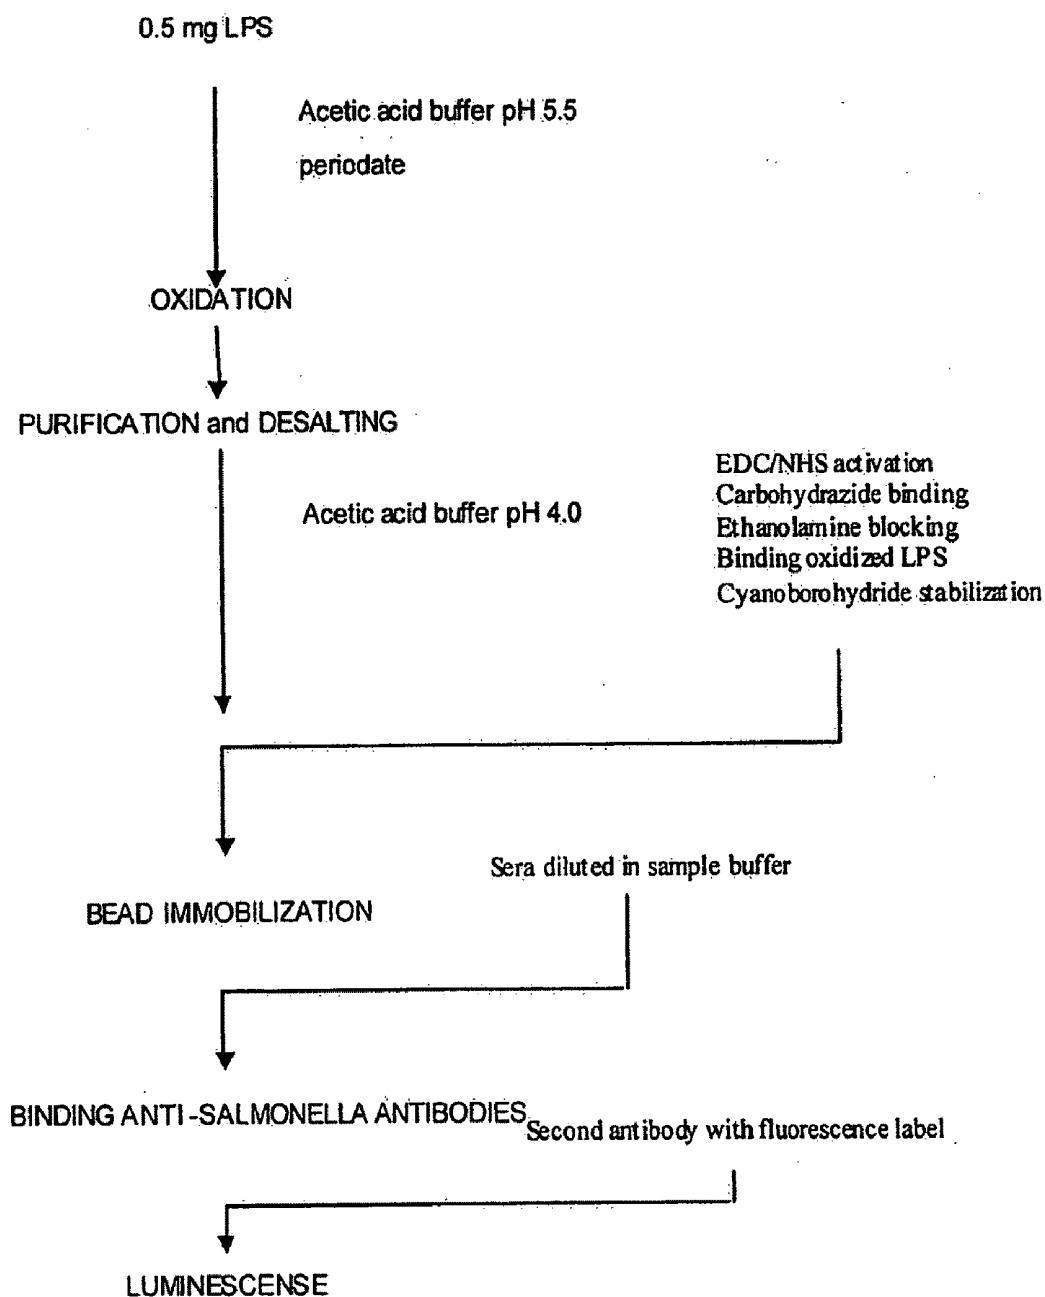 0.5 mg LPS
Acetic acid buffer pH 5.5
periodate
OXIDATION
PURIFICATION and DESALTING
EDC/NHS activation
Carbohydrazide binding
Ethanolamine blocking
Binding oxidized LPS
Cyanoborohydride stabilization
Acetic acid buffer pH 4.0
Sera diluted in sample buffer
BEAD IMMOBILIZATION
BINDING ANTI-SALMONELLA ANTIBODIES
Second antibody with fluorescence label
LUMINESCENSE